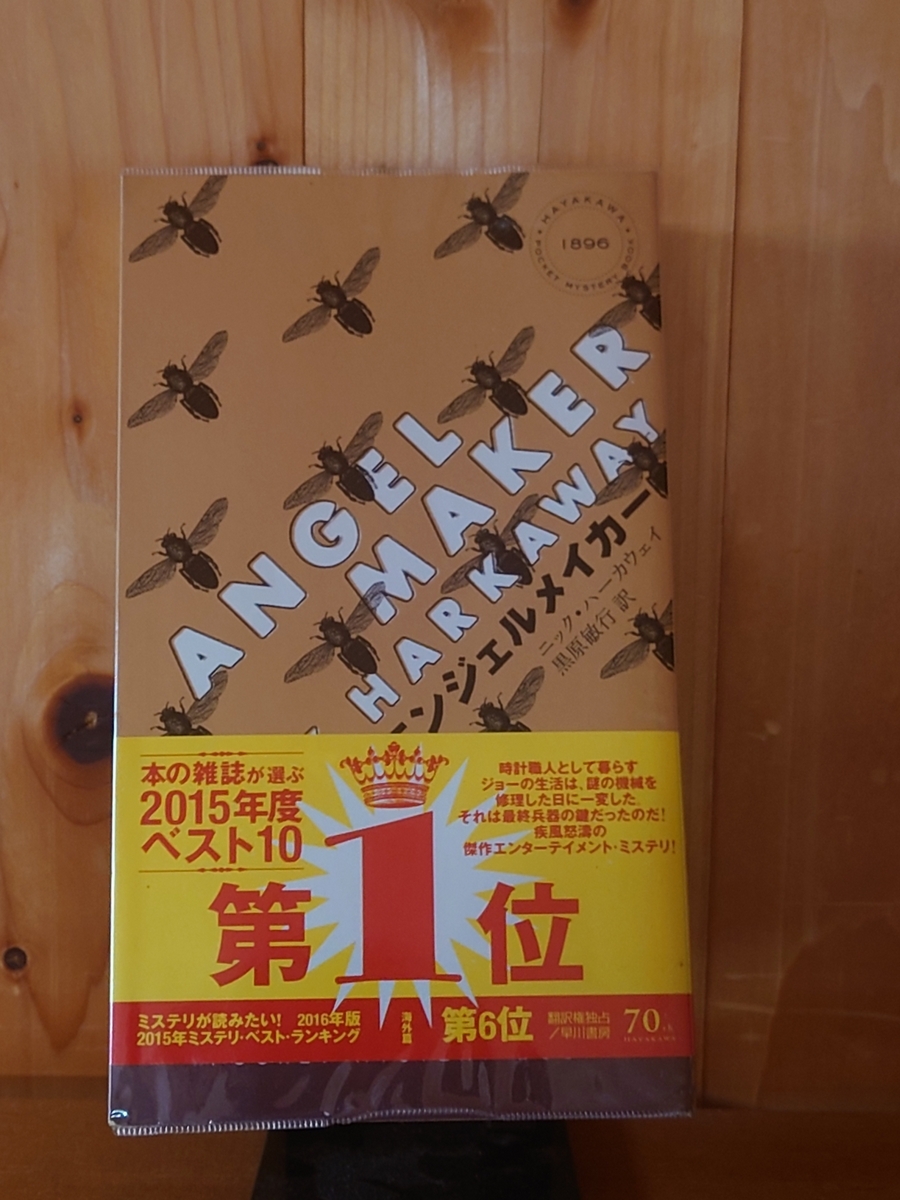 HAYAKAWA
1896
POCKET MYSTERY BOOK
ANGEL
MAKER
HARKAWAY
エンジェルメイカー
ニック・ハーカウェイ
黒原敏行 訳
本の雑誌が選ぶ
2015年度
ベスト10
第1位
時計職人として暮らす
ジョーの生活は、謎の機械を
修理した日に一変した。
それは最終兵器の鍵だったのだ!
疾風怒濤の
傑作エンターテイメント・ミステリ!
ミステリが読みたい! 2016年版
2015年ミステリ・ベスト・ランキング
海外篇
第6位
翻訳権独占
/早川書房
70th
HAYAKAWA